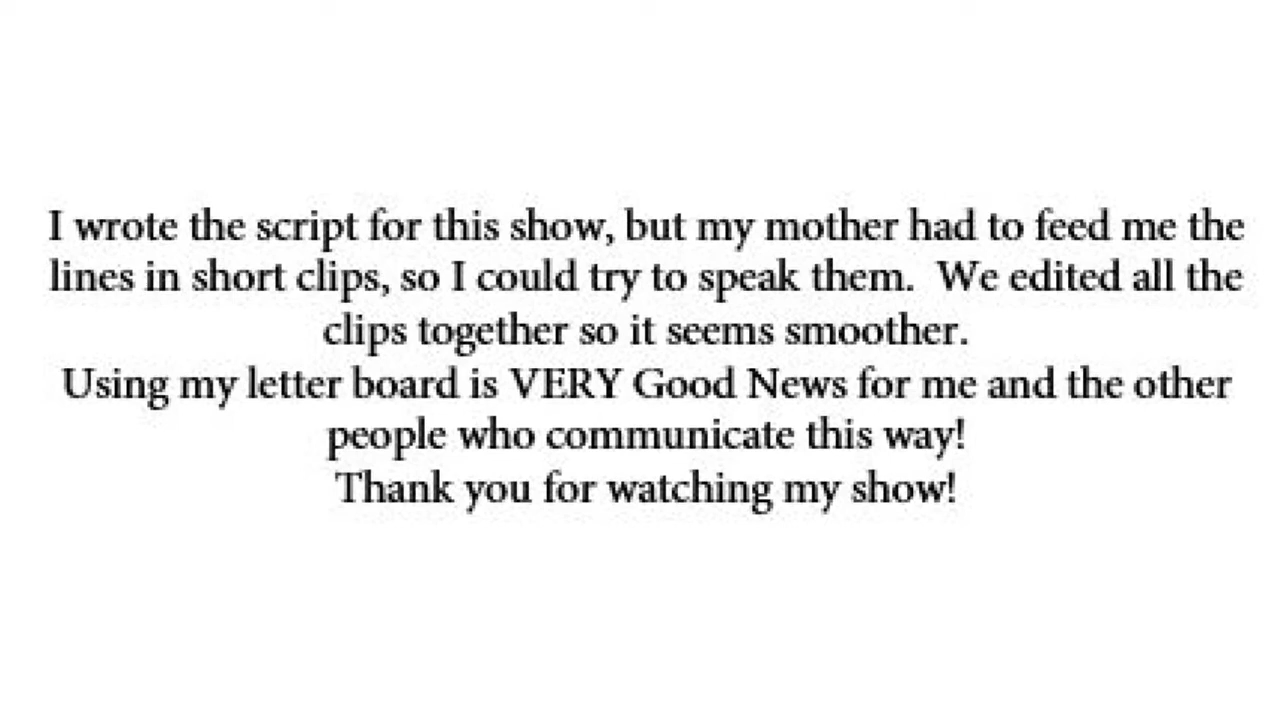 I wrote the script for this show, but my mother had to feed me the
lines in short clips, so I could try to speak them.  We edited all the
clips together so it seems smoother.
Using my letter board is VERY Good News for me and the other
people who communicate this way!
Thank you for watching my show!